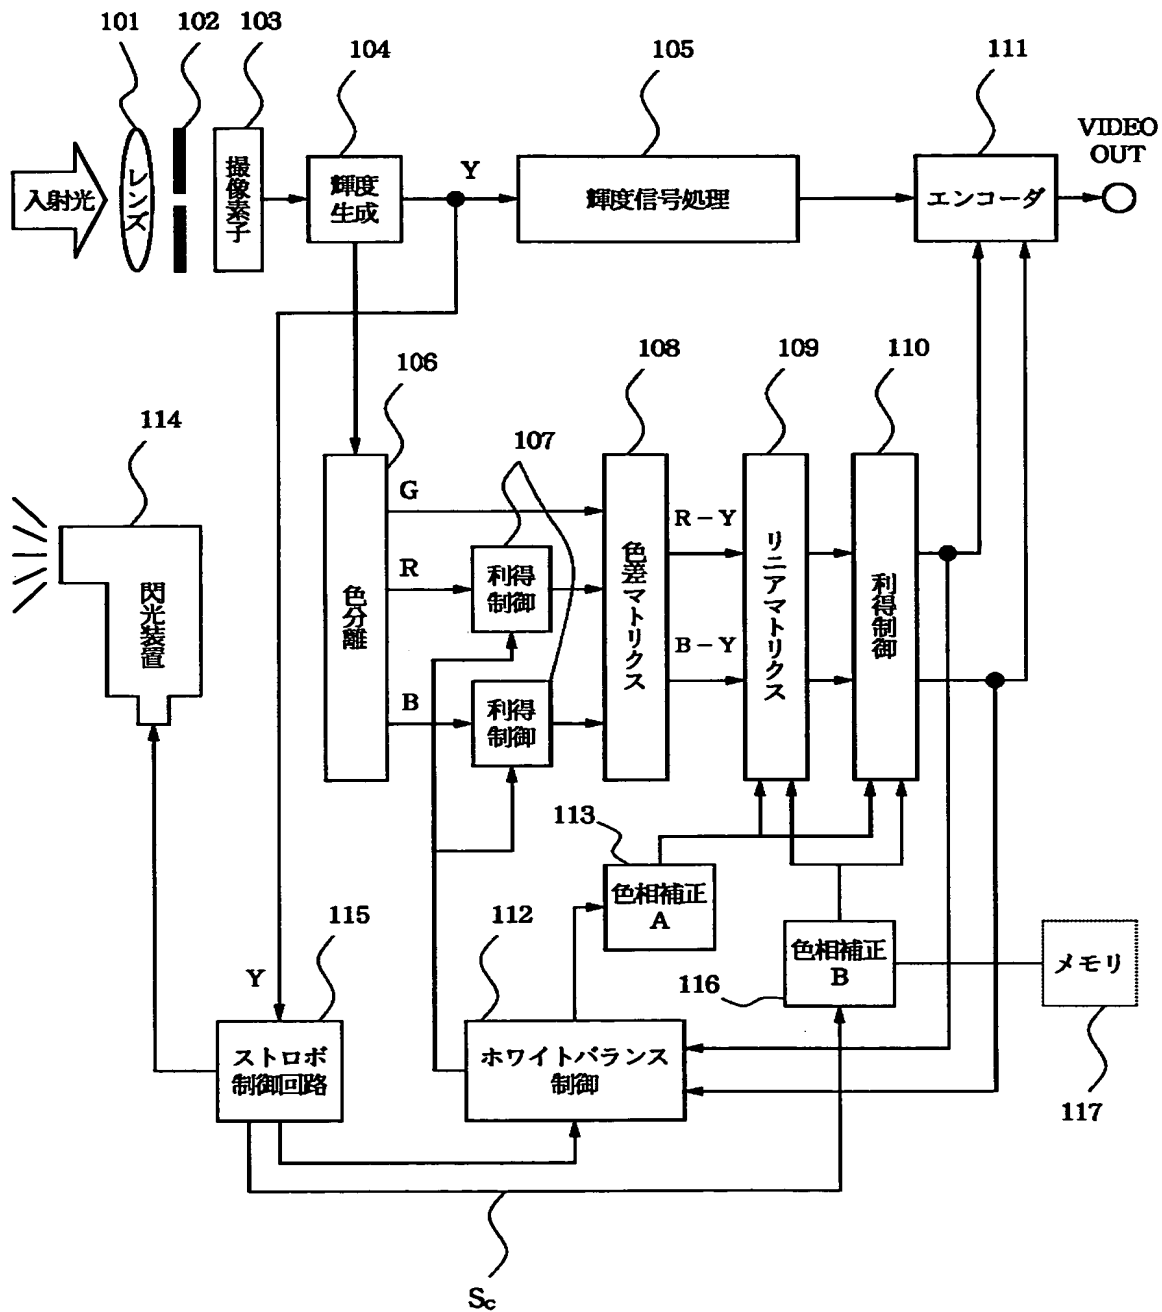 101
102
103
104
105
111
VIDEO
OUT
入射光
レンズ
撮像素子
輝度
生成
Y
輝度信号処理
エンコーダ
106
108
109
110
114
107
G
R
B
色分離
利得
制御
利得
制御
色差マトリクス
R-Y
B-Y
リニアマトリクス
利得制御
閃光装置
113
色相補正
A
115
112
色相補正
B
116
メモリ
117
Y
ストロボ
制御回路
ホワイトバランス
制御
Sc